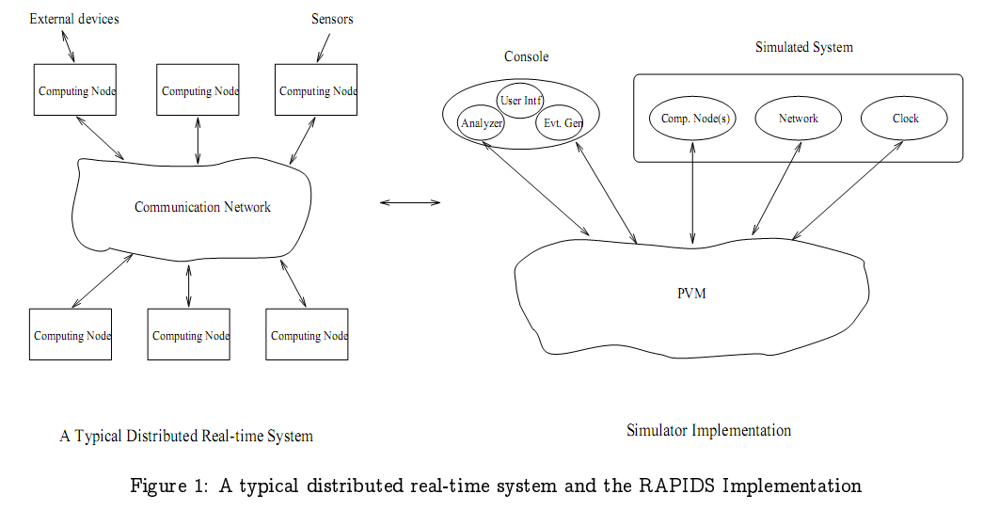 External devices
Sensors
Computing Node
Computing Node
Computing Node
Communication Network
Computing Node
Computing Node
Computing Node
A Typical Distributed Real-time System
Console
User Intf
Analyzer
Evt. Gen
Simulated System
Comp. Node(s)
Network
Clock
PVM
Simulator Implementation
Figure 1: A typical distributed real-time system and the RAPIDS Implementation